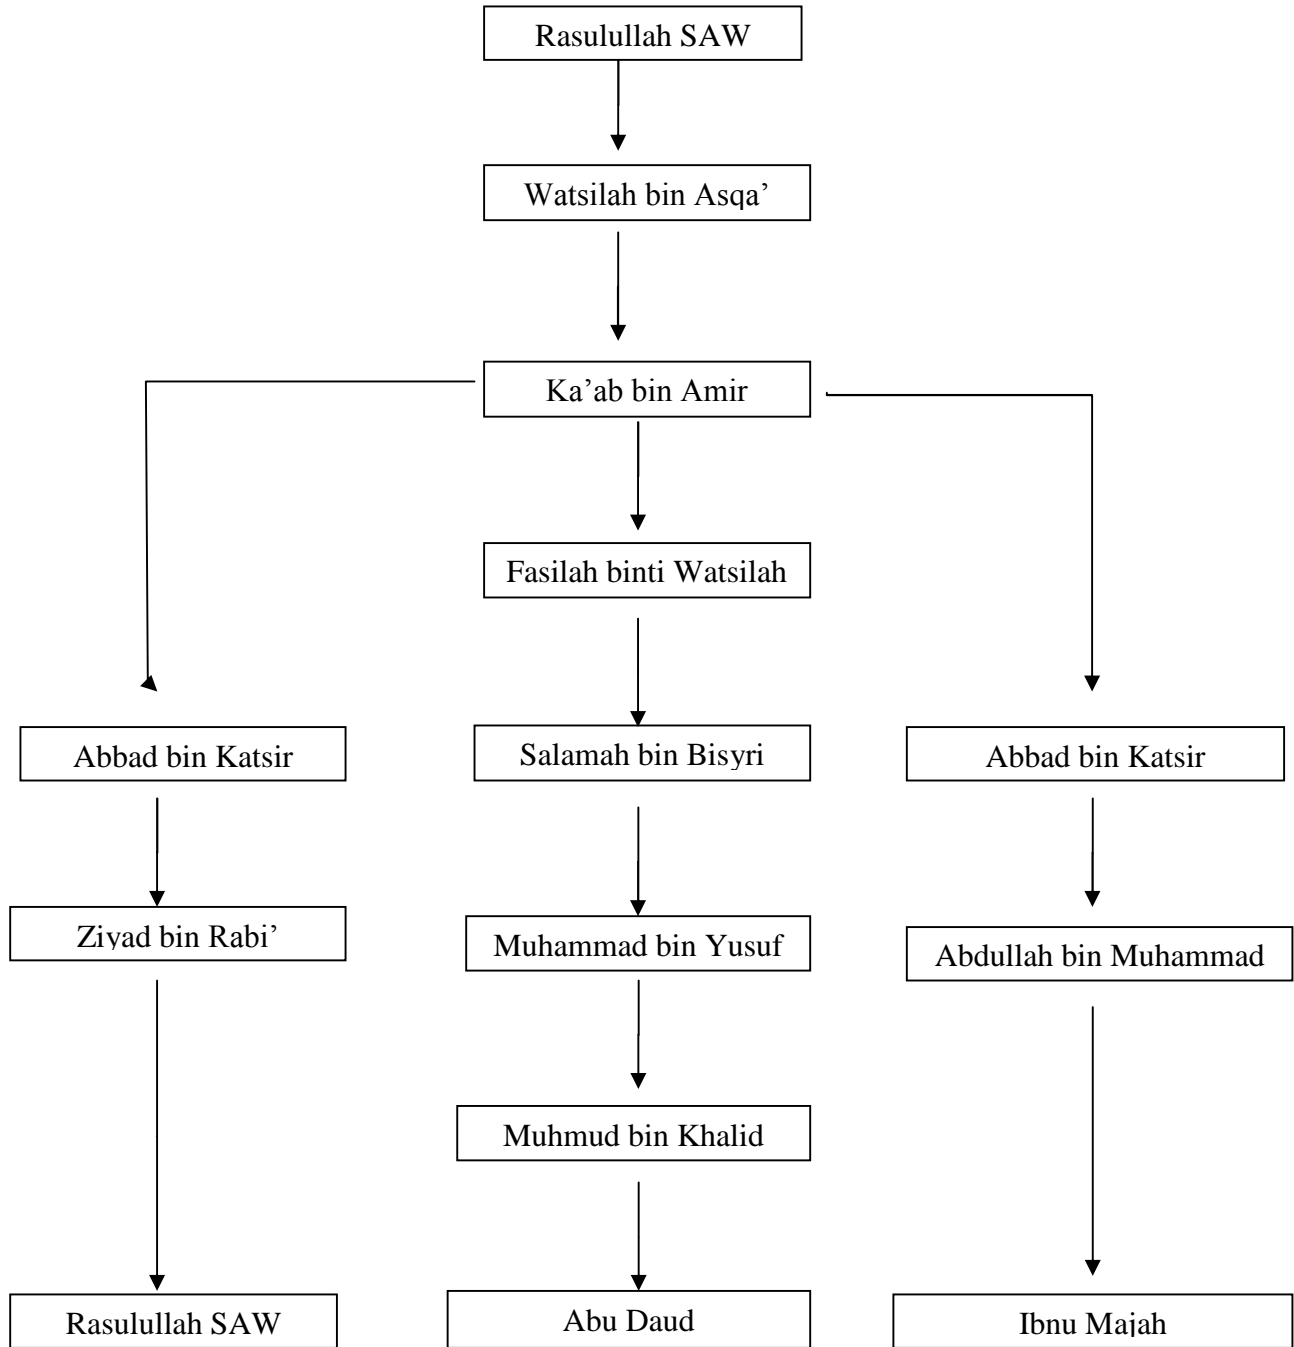 Rasulullah SAW
Watsilah bin Asqa’
Ka’ab bin Amir
Fasilah binti Watsilah
Abbad bin Katsir
Salamah bin Bisyri
Abbad bin Katsir
Ziyad bin Rabi’
Muhammad bin Yusuf
Abdullah bin Muhammad
Muhmud bin Khalid
Rasulullah SAW
Abu Daud
Ibnu Majah